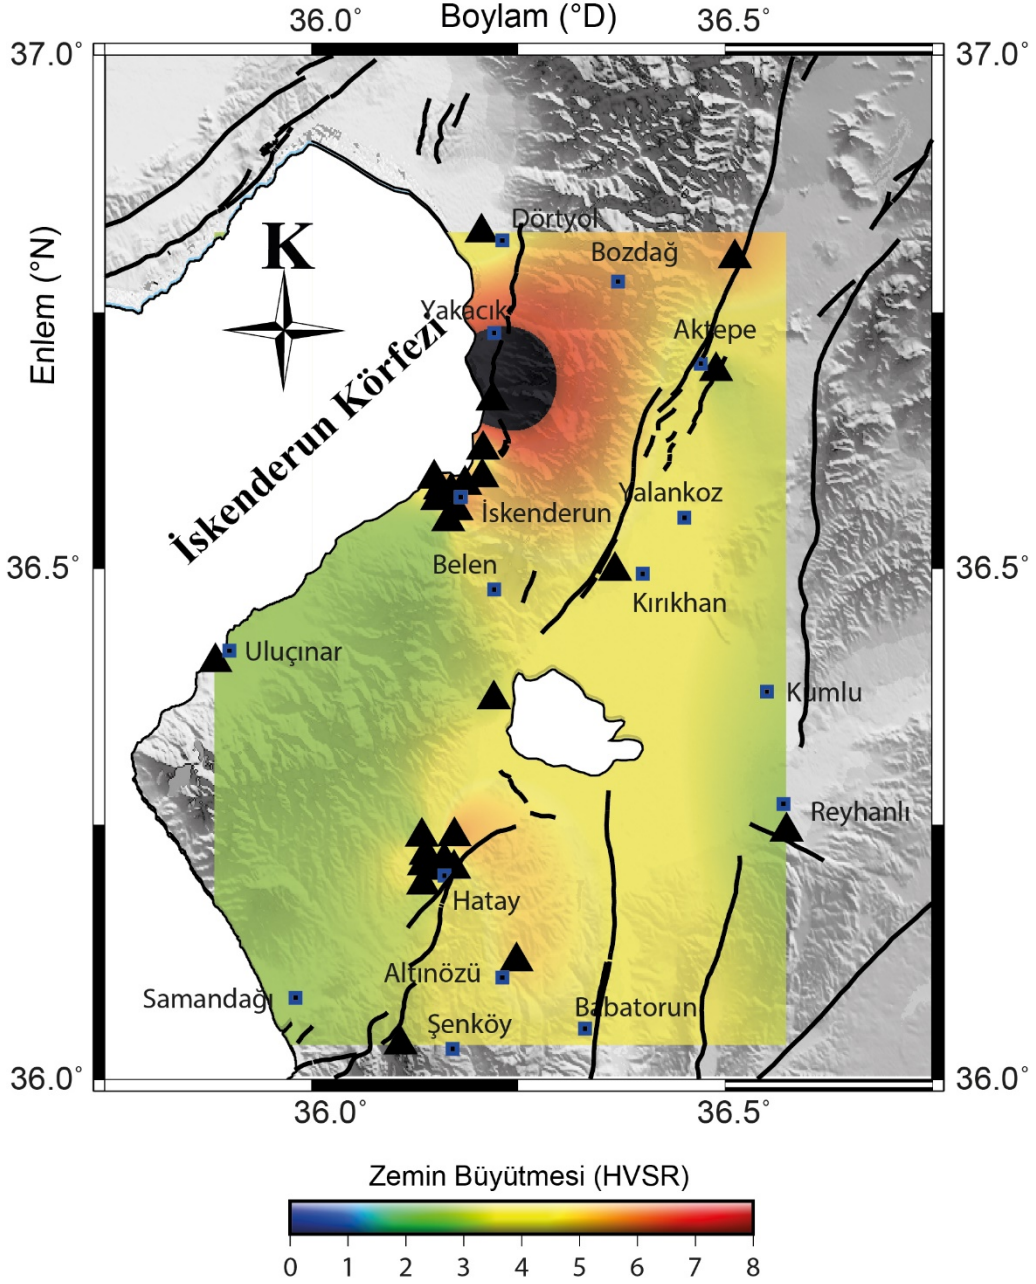 Boylam (°D)
36.0° 36.5°
37.0° 37.0°
Enlem (°N)
K
Dörtyol
Bozdağ
Yakacık
Aktepe
İskenderun Körfezi
Yalankoz
İskenderun
36.5° 36.5°
Belen
Kırıkhan
Uluçınar
Kumlu
Reyhanlı
Hatay
Altınözü
Samandağı
Babatorun
Şenköy
36.0° 36.0°
36.0° 36.5°
Zemin Büyütmesi (HVSR)
0 1 2 3 4 5 6 7 8